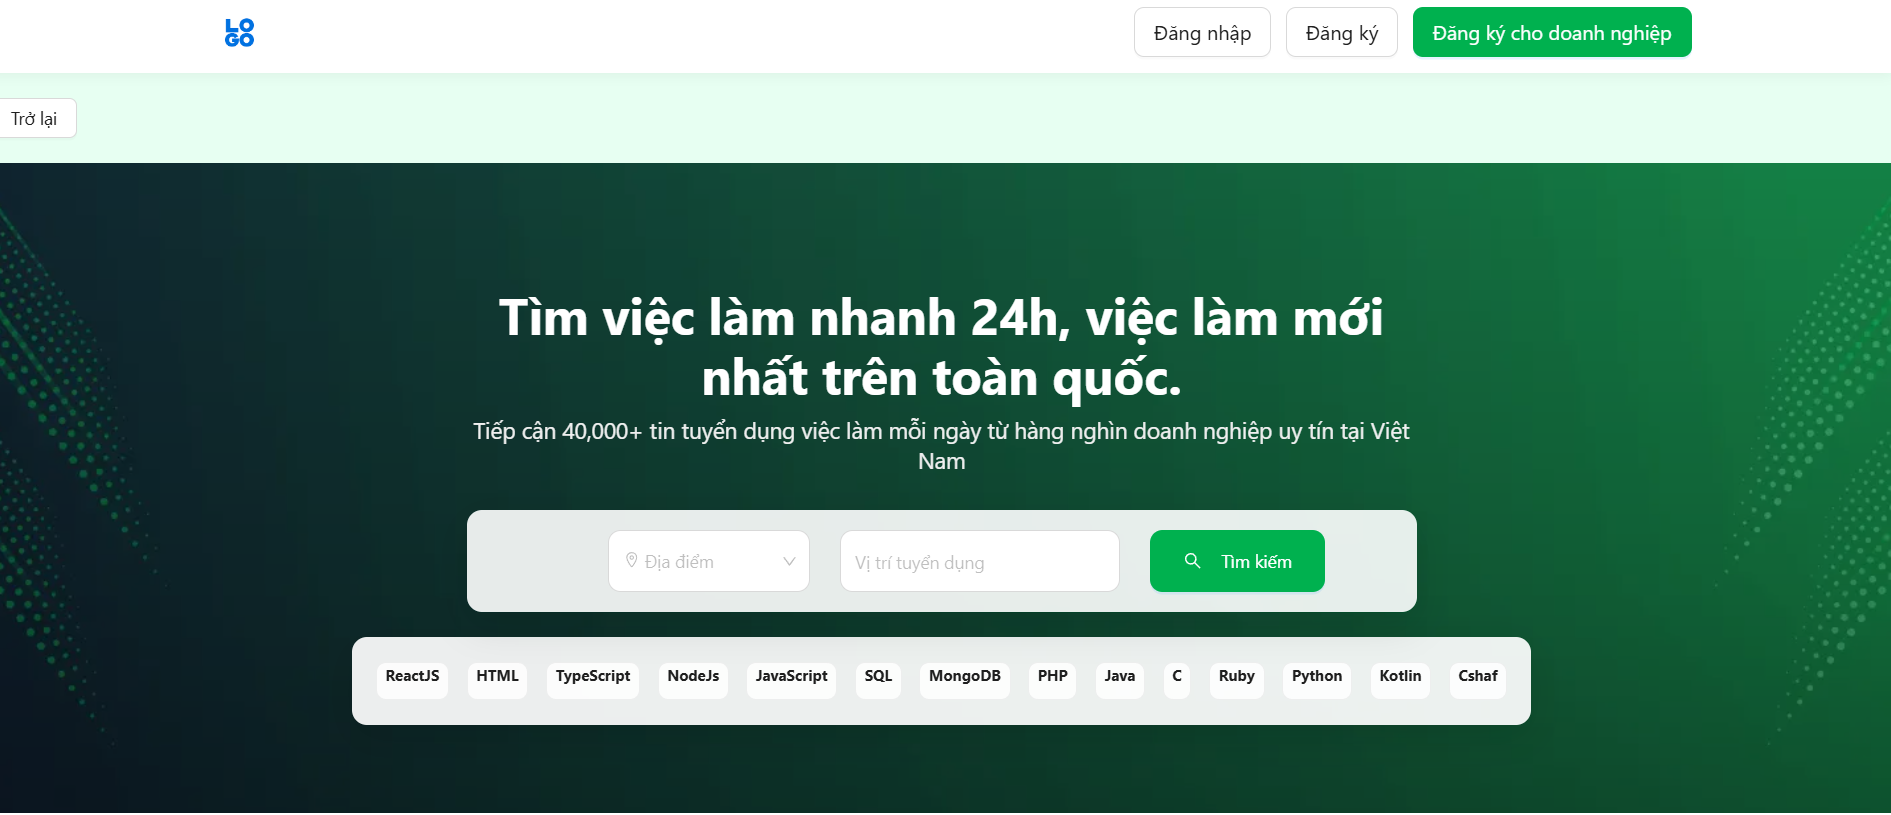 LO
GO
Đăng nhập
Đăng ký
Đăng ký cho doanh nghiệp
Trở lại
Tìm việc làm nhanh 24h, việc làm mới
nhất trên toàn quốc.
Tiếp cận 40,000+ tin tuyển dụng việc làm mỗi ngày từ hàng nghìn doanh nghiệp uy tín tại Việt
Nam
Địa điểm
Vị trí tuyển dụng
Tìm kiếm
ReactJS HTML TypeScript NodeJs JavaScript SQL MongoDB PHP Java C Ruby Python Kotlin Cshaf